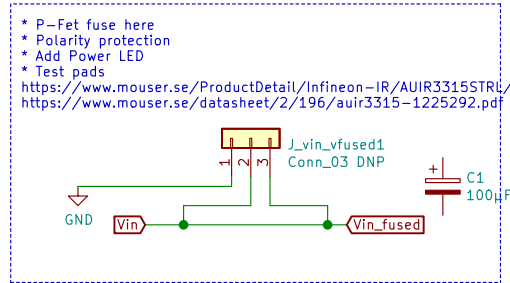 * P-Fet fuse here
* Polarity protection
* Add Power LED
* Test pads
https://www.mouser.se/ProductDetail/Infineon-IR/AUIR3315STRL/
https://www.mouser.se/datasheet/2/196/auir3315-1225292.pdf
J_vin_vfused1
Conn_03 DNP
1 2 3
+
C1
100µF
GND
Vin
Vin_fused